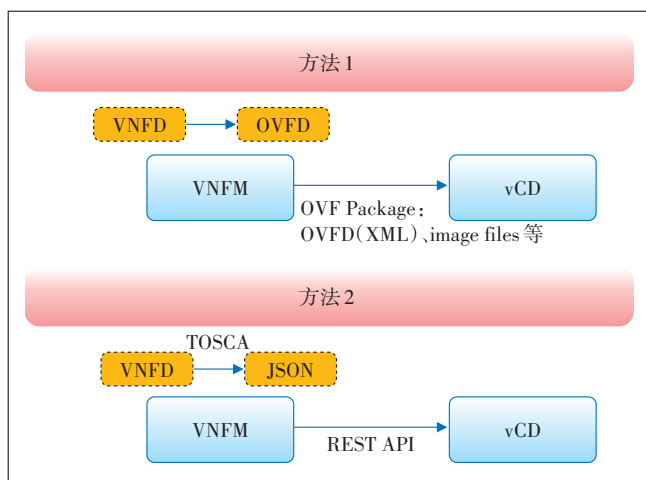 方法1
VNFD
OVFD
VNFM
vCD
OVF Package：
OVFD（XML）、image files等
方法2
TOSCA
VNFD
JSON
VNFM
vCD
REST API